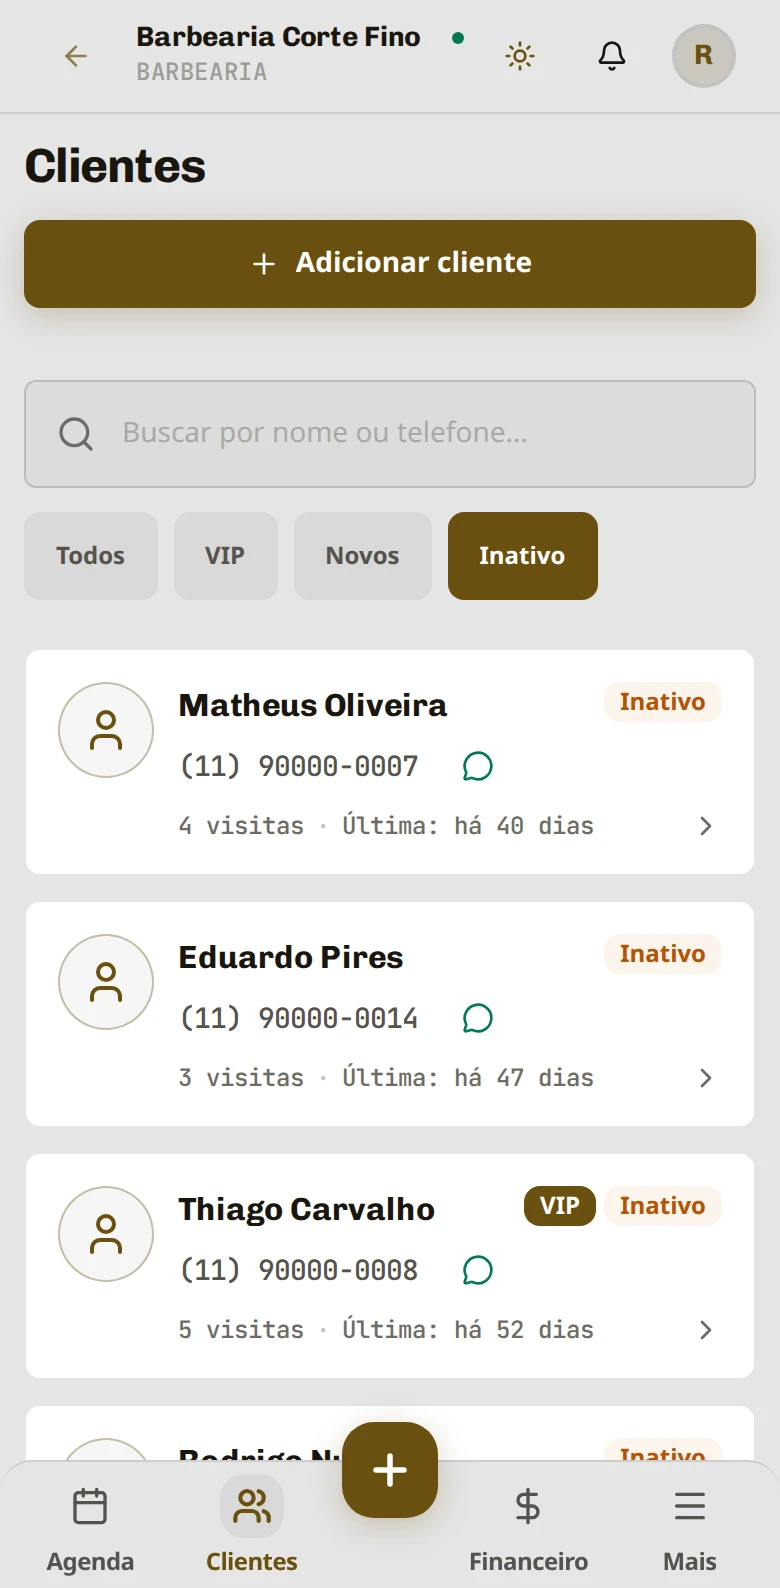 Barbearia Corte Fino
BARBEARIA
R
Clientes
Adicionar cliente
Buscar por nome ou telefone...
Todos VIP Novos Inativo
Matheus Oliveira Inativo
(11) 90000-0007
4 visitas · Última: há 40 dias
Eduardo Pires Inativo
(11) 90000-0014
3 visitas · Última: há 47 dias
Thiago Carvalho VIP Inativo
(11) 90000-0008
5 visitas · Última: há 52 dias
Rodrigo Inativo
Agenda Clientes Financeiro Mais